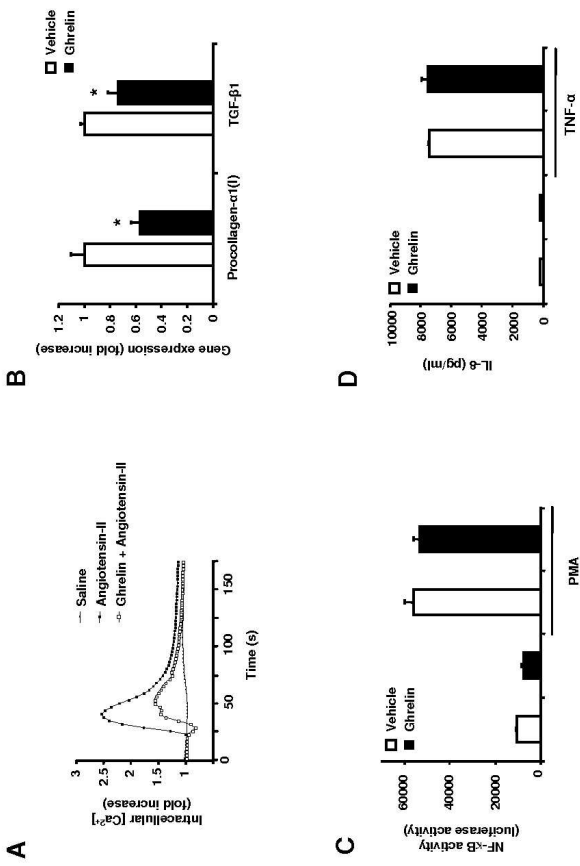 A
Intracellular [Ca²⁺]
(fold increase)
3
2.5
2
1.5
1
0
50
100
150
Time (s)
Saline
Angiotensin-II
Ghrelin + Angiotensin-II
B
Gene expression (fold increase)
1.2
1
0.8
0.6
0.4
0.2
0
Vehicle
Ghrelin
*
*
Procollagen-α1(I)
TGF-β1
C
NF-κB activity
(luciferase activity)
60000
40000
20000
0
Vehicle
Ghrelin
PMA
D
IL-8 (pg/ml)
10000
8000
6000
4000
2000
0
Vehicle
Ghrelin
TNF-α